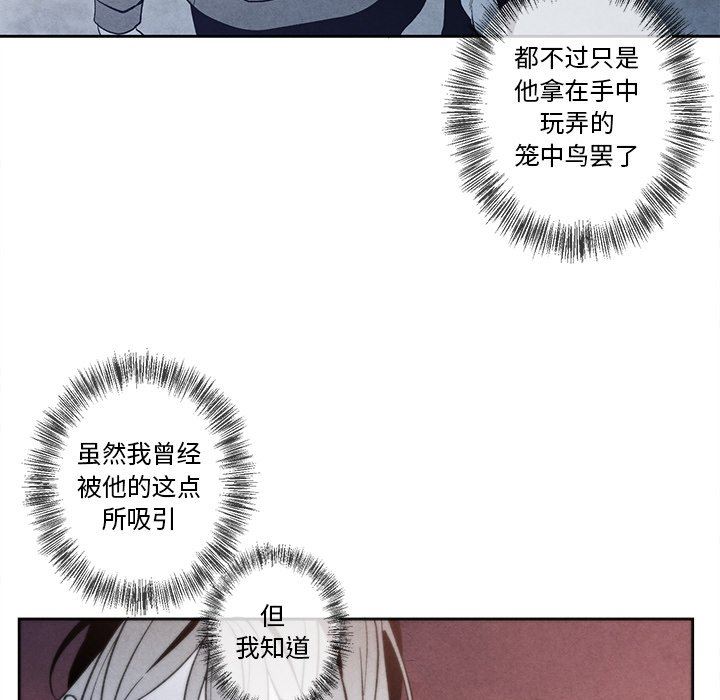 都不过只是
他拿在手中
玩弄的
笼中鸟罢了
虽然我曾经
被他的这点
所吸引
但
我知道